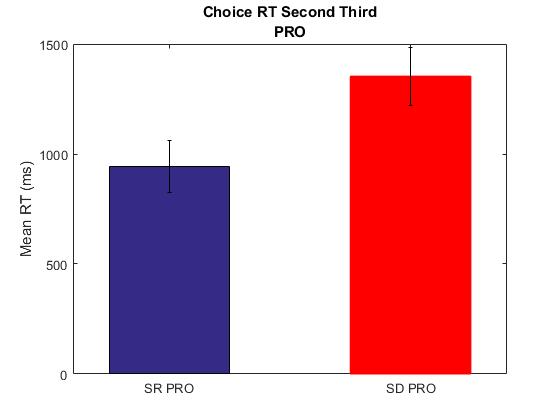 Choice RT Second Third
PRO
Mean RT (ms)
1500
1000
500
0
SR PRO
SD PRO